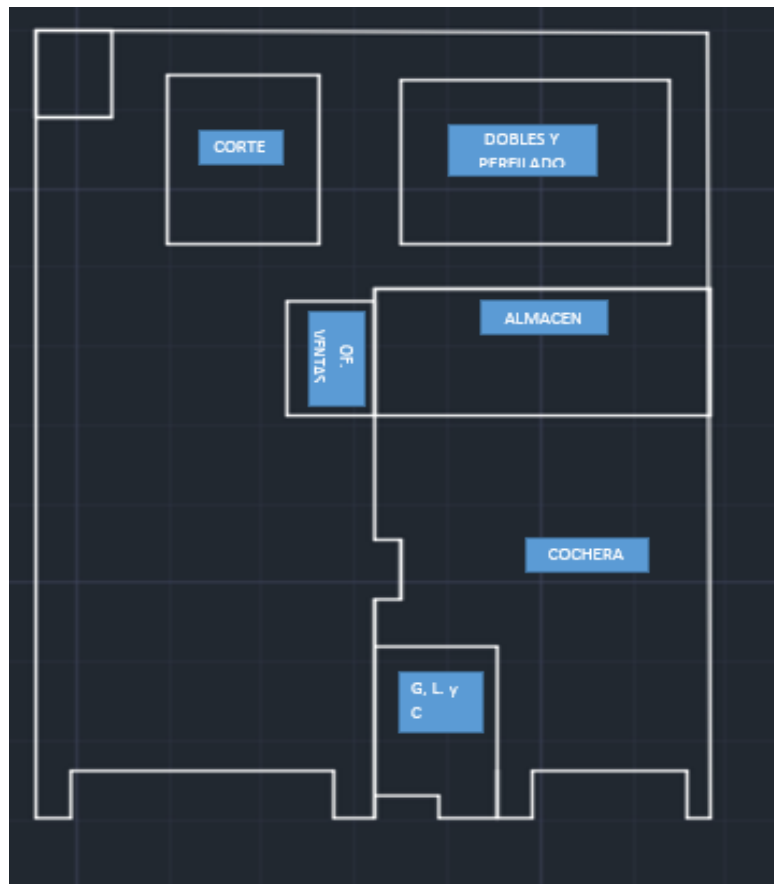 CORTE
DOBLES Y
PERFILADO
OF.
VENTAS
ALMACEN
COCHERA
G, L. y
C